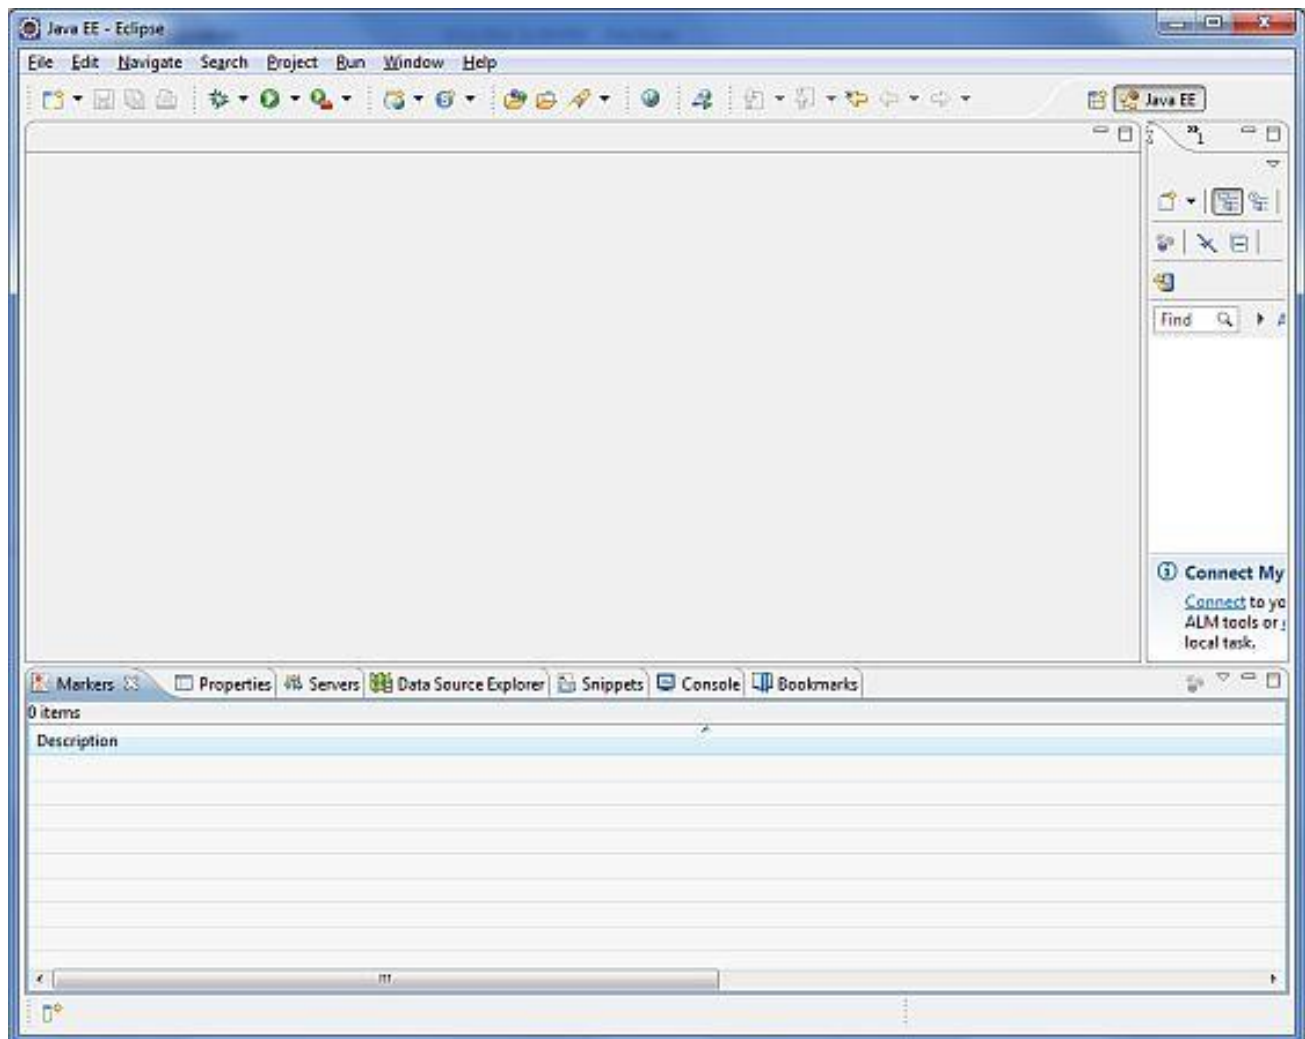 Java EE - Eclipse
File Edit Navigate Search Project Run Window Help
Java EE
"1
Find
Connect My
Connect to yo
ALM tools or
local task.
Markers Properties Servers Data Source Explorer Snippets Console Bookmarks
0 items
Description